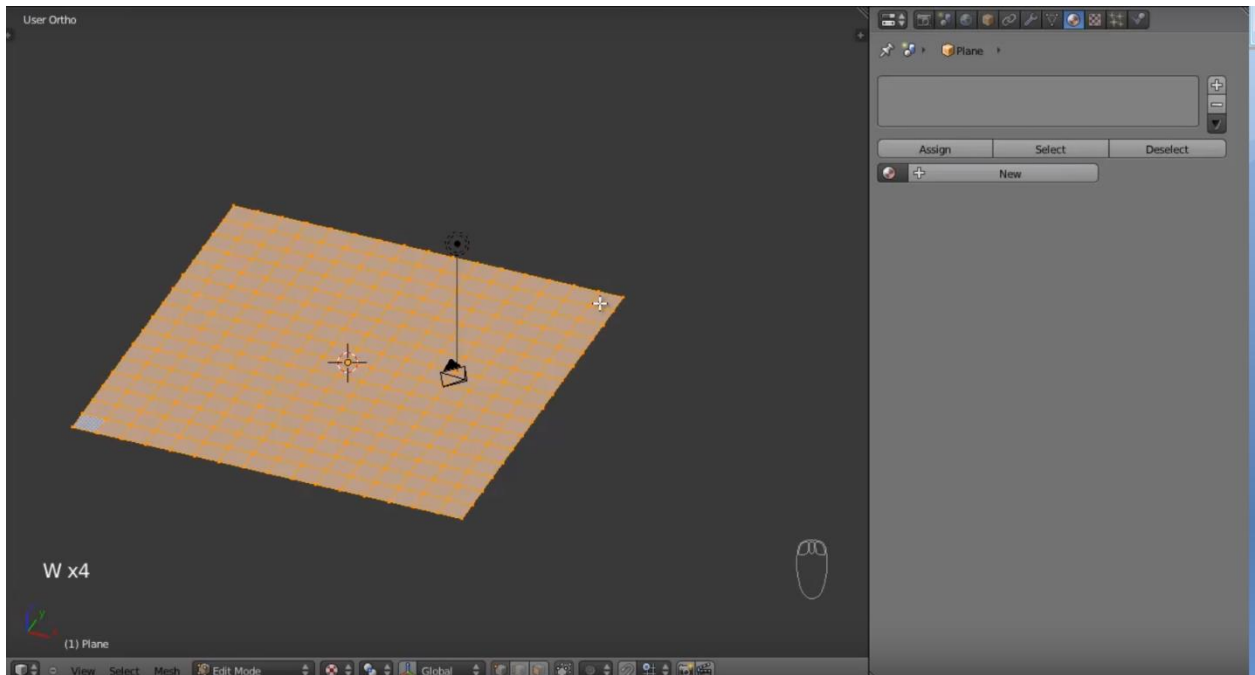 User Ortho
Plane
Assign Select Deselect
New
W x4
(1) Plane
View Select Mesh Edit Mode Global